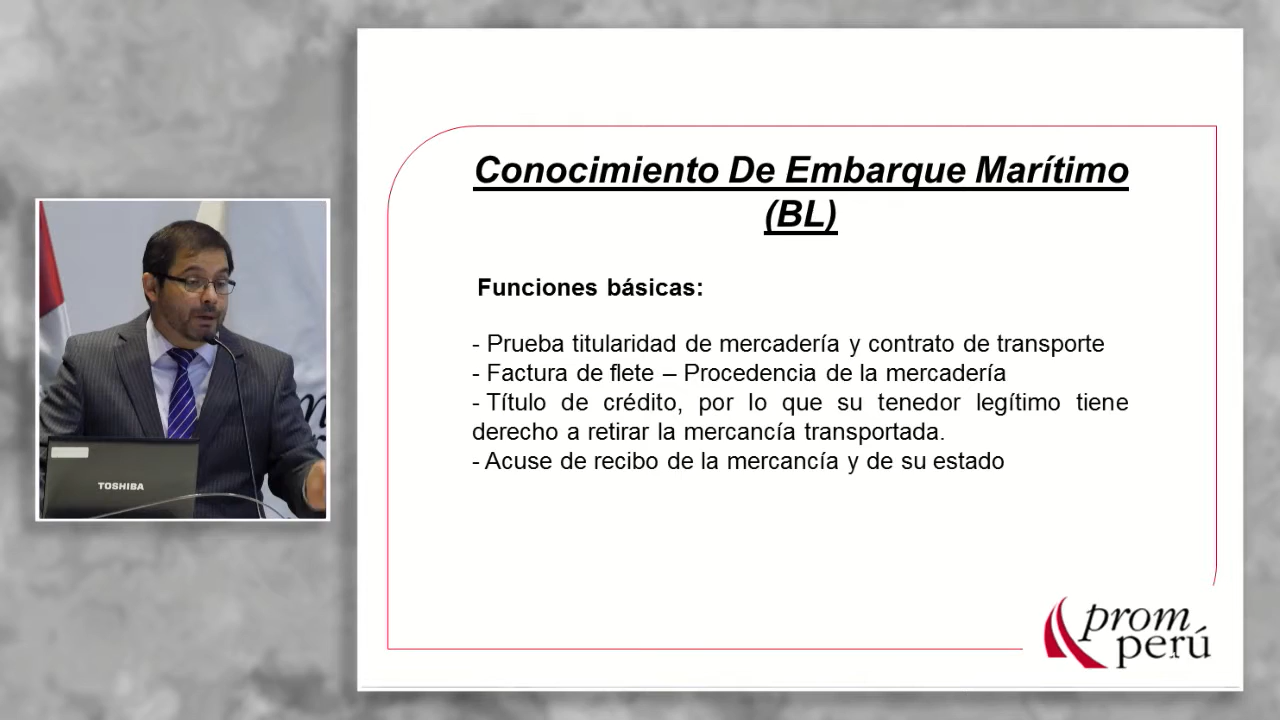 Conocimiento De Embarque Marítimo
(BL)
Funciones básicas:
- Prueba titularidad de mercadería y contrato de transporte
- Factura de flete – Procedencia de la mercadería
- Título de crédito, por lo que su tenedor legítimo tiene
derecho a retirar la mercancía transportada.
- Acuse de recibo de la mercancía y de su estado
TOSHIBA
prom
perú